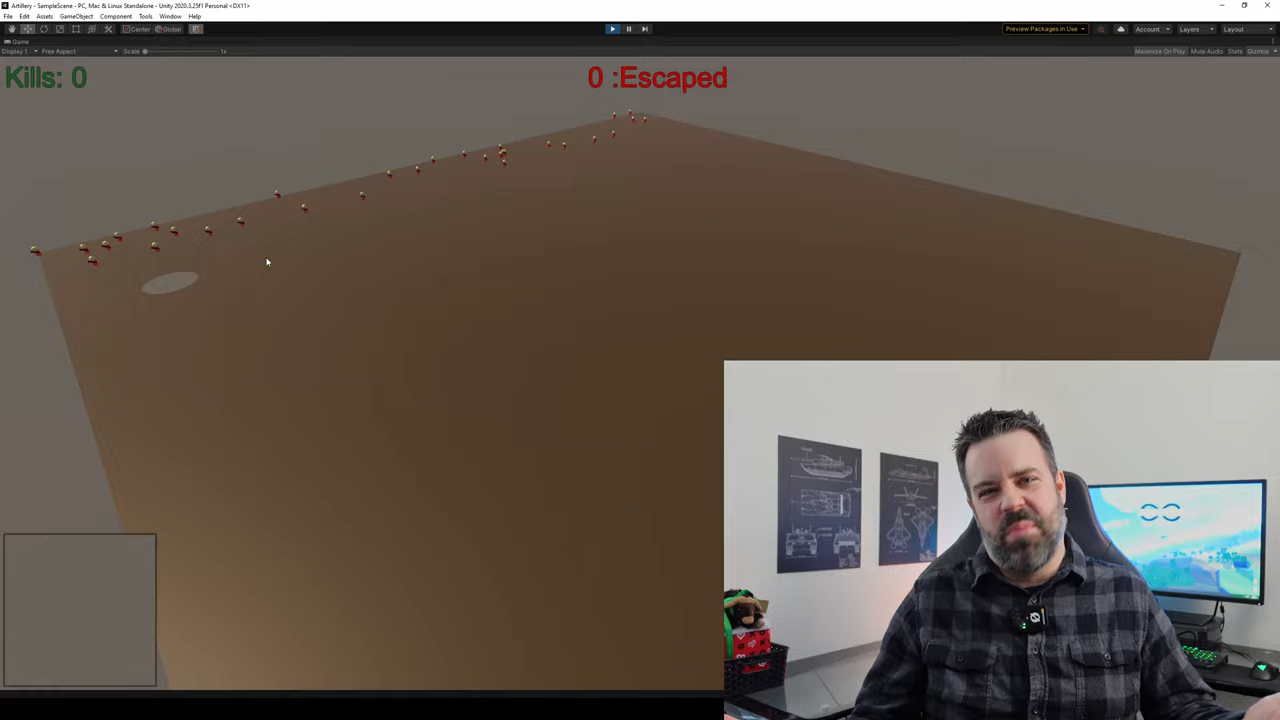 Artillery - SampleScene - PC, Mac & Linux Standalone - Unity 2020.3.29f1 Personal <DX11>
File Edit Assets GameObject Component Tools Window Help
Center Global Preview Packages in Use Account Layers Layout
Game
Display 1 Free Aspect Scale 1x Maximize On Play Mute Audio Stats Gizmos
Kills: 0 0 :Escaped